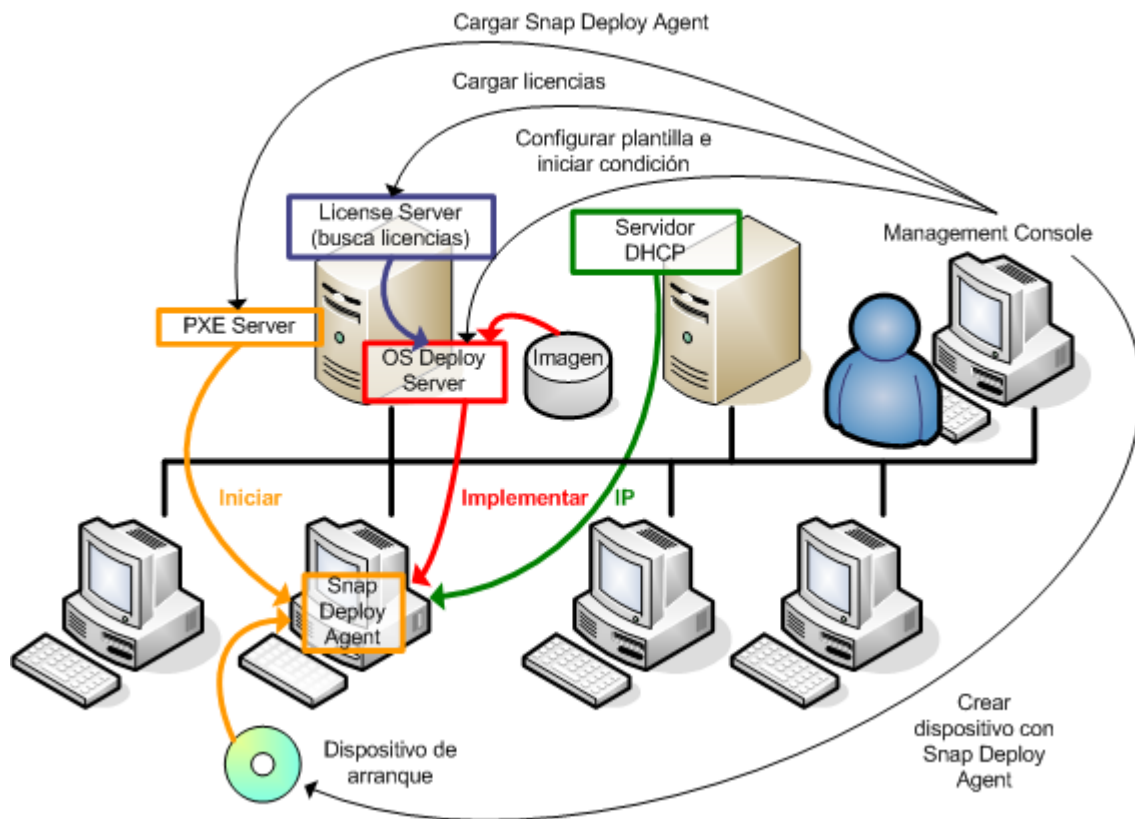 Cargar Snap Deploy Agent
Cargar licencias
Configurar plantilla e
iniciar condición
License Server
(busca licencias)
Servidor
DHCP
Management Console
PXE Server
OS Deploy
Server
Imagen
Iniciar
Implementar
IP
Snap
Deploy
Agent
Dispositivo de
arranque
Crear
dispositivo con
Snap Deploy
Agent